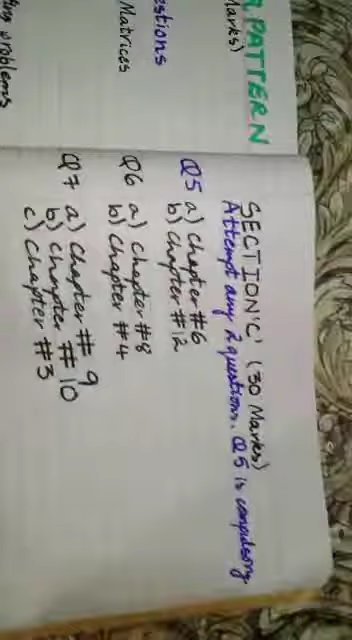 R PATTERN
Marks)
estions
Matrices
ing problems
SECTION 'C' (30 Marks)
Attempt any 2 questions. Q5 is compulsory
Q5 a) Chapter #6
b) Chapter #12
Q6 a) Chapter #8
b) Chapter #4
Q7 a) Chapter # 9
b) Chapter # 10
c) Chapter #3